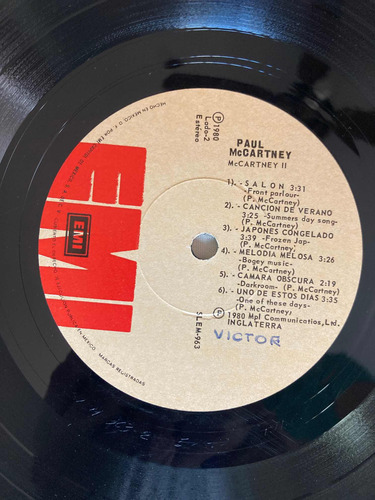 ℗ 1980
Lado-2
Estéreo
PAUL
McCARTNEY
McCARTNEY II
1).- SALON 3:31
-Front parlour-
(P. McCartney)
2).- CANCION DE VERANO
3:25 -Summers day song-
(P. McCartney)
3).- JAPONES CONGELADO
3:39 -Frozen Jap-
(P. McCartney)
4).- MELODIA MELOSA 3:26
-Bogey music-
(P. McCartney)
5).- CAMARA OBSCURA 2:19
-Darkroom- (P. McCartney)
6).- UNO DE ESTOS DIAS 3:35
-One of these days-
(P. McCartney)
℗ 1980 Mpl Communicatios, Ltd.
INGLATERRA
SLEM-963
VICTOR
EMI
EMI
HECHO EN MEXICO
MARCAS REGISTRADAS